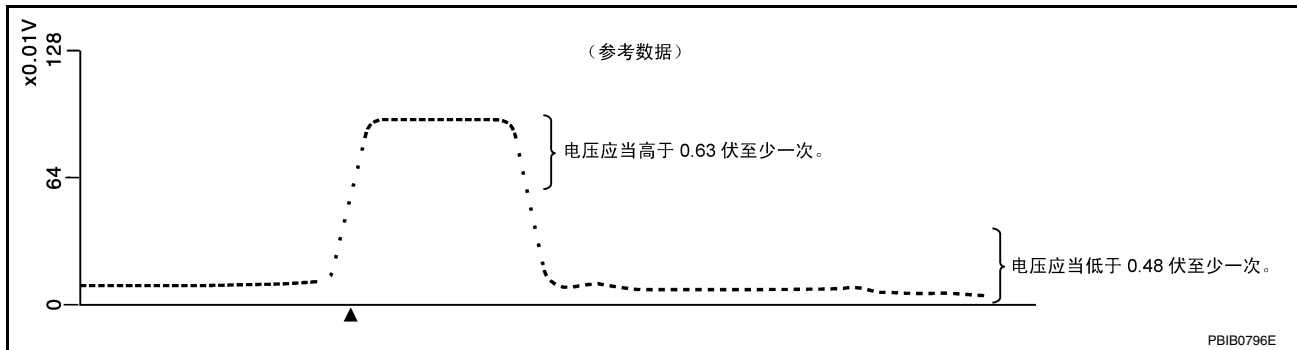 x0.01V
128
64
0
（参考数据）
电压应当高于 0.63 伏至少一次。
电压应当低于 0.48 伏至少一次。
PBIB0796E